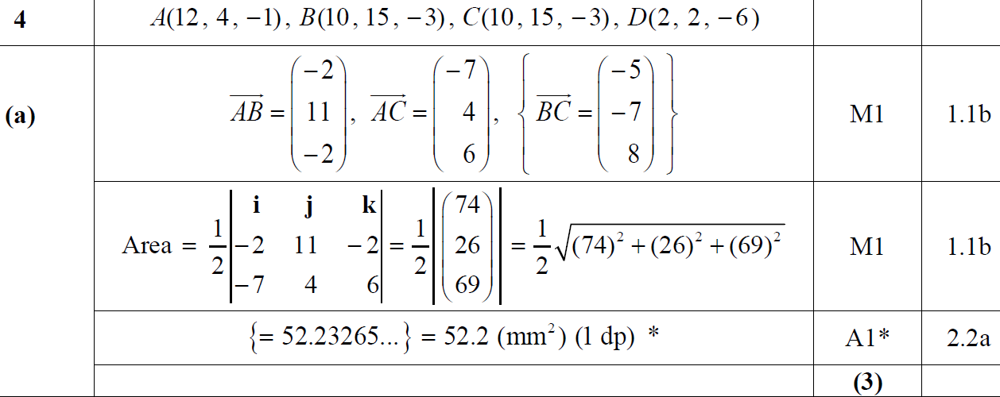 4 A(12, 4, −1), B(10, 15, −3), C(10, 15, −3), D(2, 2, −6)
(a) $\overrightarrow{AB} = \begin{pmatrix} -2 \\ 11 \\ -2 \end{pmatrix}$, $\overrightarrow{AC} = \begin{pmatrix} -7 \\ 4 \\ 6 \end{pmatrix}$, $\left\{ \overrightarrow{BC} = \begin{pmatrix} -5 \\ -7 \\ 8 \end{pmatrix} \right\}$ M1 1.1b
Area = $\frac{1}{2} \begin{vmatrix} \mathbf{i} & \mathbf{j} & \mathbf{k} \\ -2 & 11 & -2 \\ -7 & 4 & 6 \end{vmatrix} = \frac{1}{2} \left| \begin{pmatrix} 74 \\ 26 \\ 69 \end{pmatrix} \right| = \frac{1}{2} \sqrt{(74)^2 + (26)^2 + (69)^2}$ M1 1.1b
{= 52.23265...} = 52.2 (mm²) (1 dp) * A1* 2.2a
(3)